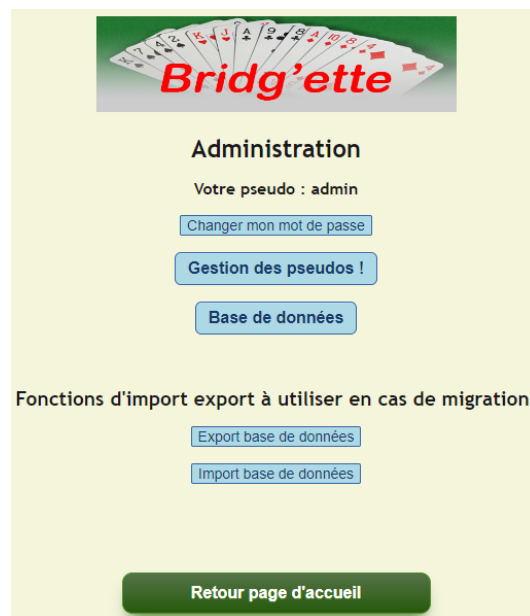 Bridg'ette
Administration
Votre pseudo : admin
Changer mon mot de passe
Gestion des pseudos !
Base de données
Fonctions d'import export à utiliser en cas de migration
Export base de données
Import base de données
Retour page d'accueil